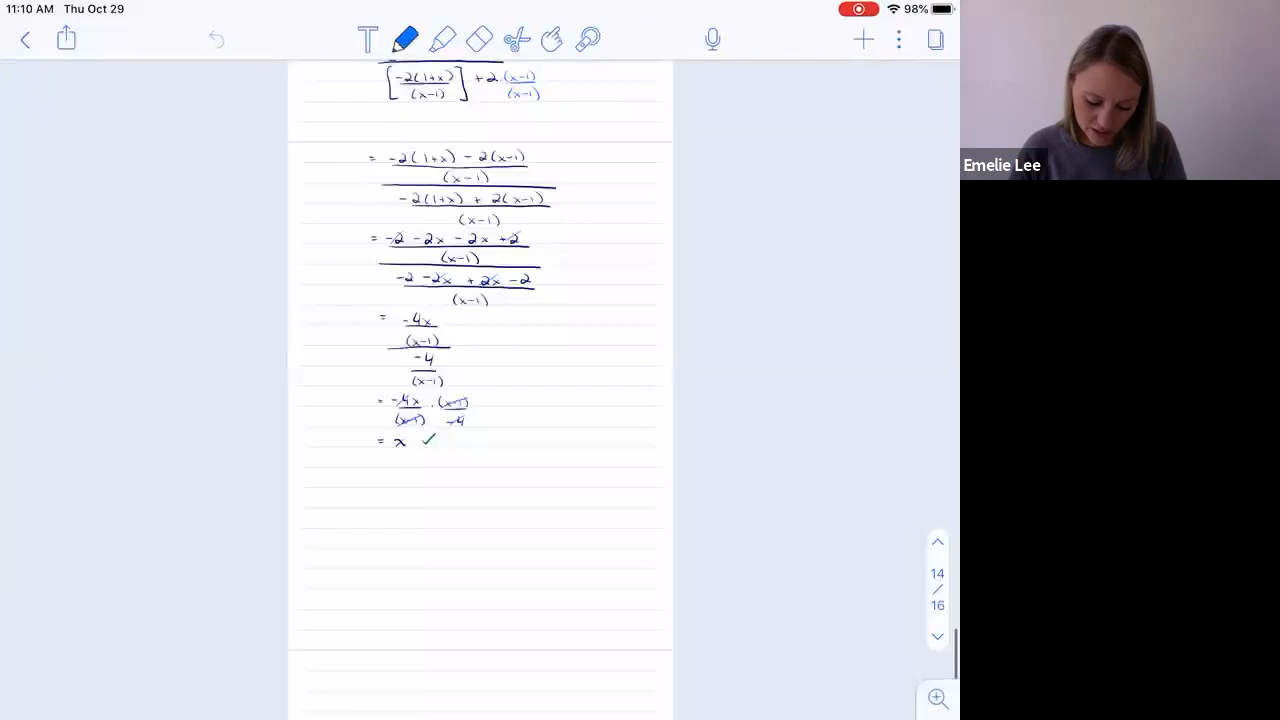 11:10 AM Thu Oct 29
98%
[-2(1+x)/(x-1)] + 2·(x-1)/(x-1)
= -2(1+x) - 2(x-1)
(x-1)
-2(1+x) + 2(x-1)
(x-1)
= -2 - 2x - 2x + 2
(x-1)
-2 - 2x + 2x - 2
(x-1)
= -4x
(x-1)
-4
(x-1)
= -4x/(x-1) · (x-1)/-4
= x ✓
Emelie Lee
14
/
16